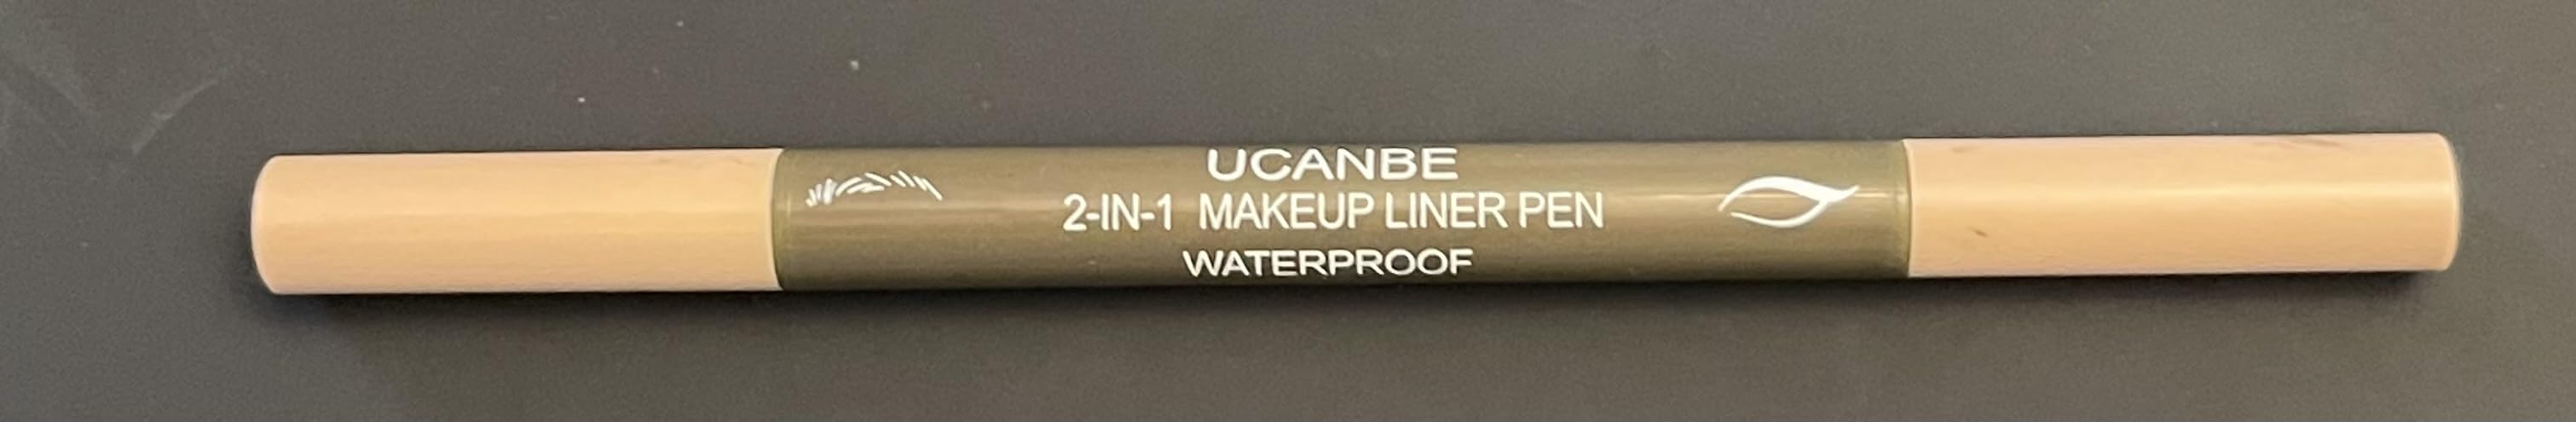 UCANBE
2-IN-1 MAKEUP LINER PEN
WATERPROOF